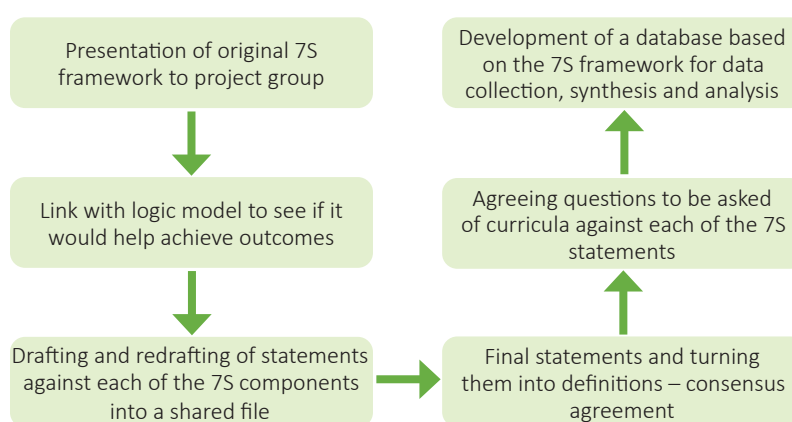 Presentation of original 7S
framework to project group
Link with logic model to see if it
would help achieve outcomes
Drafting and redrafting of statements
against each of the 7S components
into a shared file
Final statements and turning
them into definitions – consensus
agreement
Agreeing questions to be asked
of curricula against each of the 7S
statements
Development of a database based
on the 7S framework for data
collection, synthesis and analysis